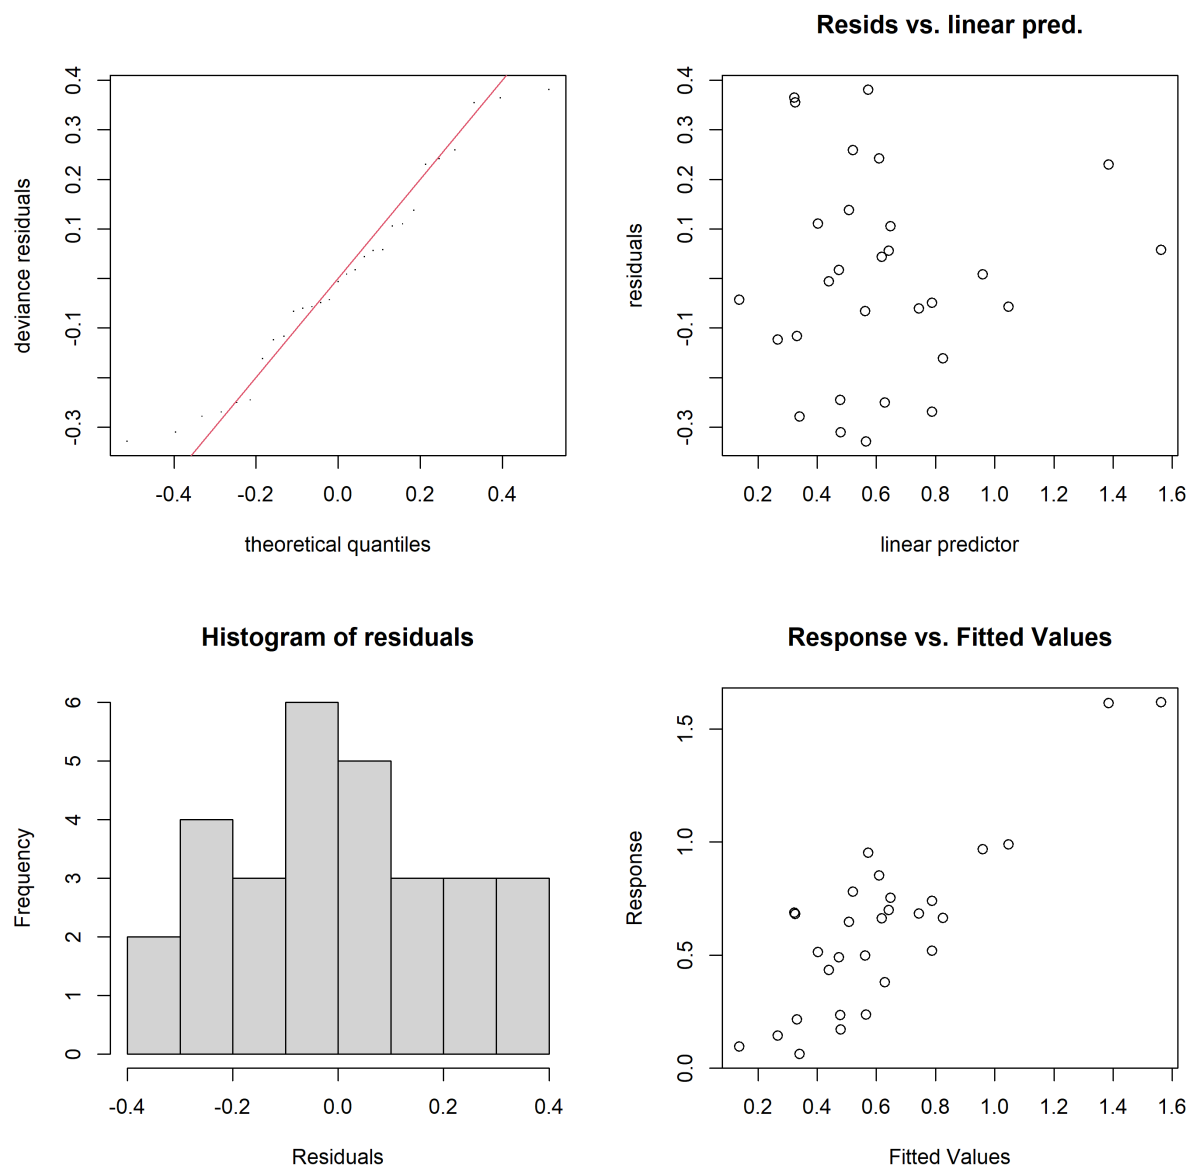 deviance residuals
0.4
0.3
0.2
0.1
-0.1
-0.3
-0.4 -0.2 0.0 0.2 0.4
theoretical quantiles
Resids vs. linear pred.
residuals
0.4
0.3
0.2
0.1
-0.1
-0.3
0.2 0.4 0.6 0.8 1.0 1.2 1.4 1.6
linear predictor
Histogram of residuals
Frequency
6
5
4
3
2
1
0
-0.4 -0.2 0.0 0.2 0.4
Residuals
Response vs. Fitted Values
Response
1.5
1.0
0.5
0.0
0.2 0.4 0.6 0.8 1.0 1.2 1.4 1.6
Fitted Values